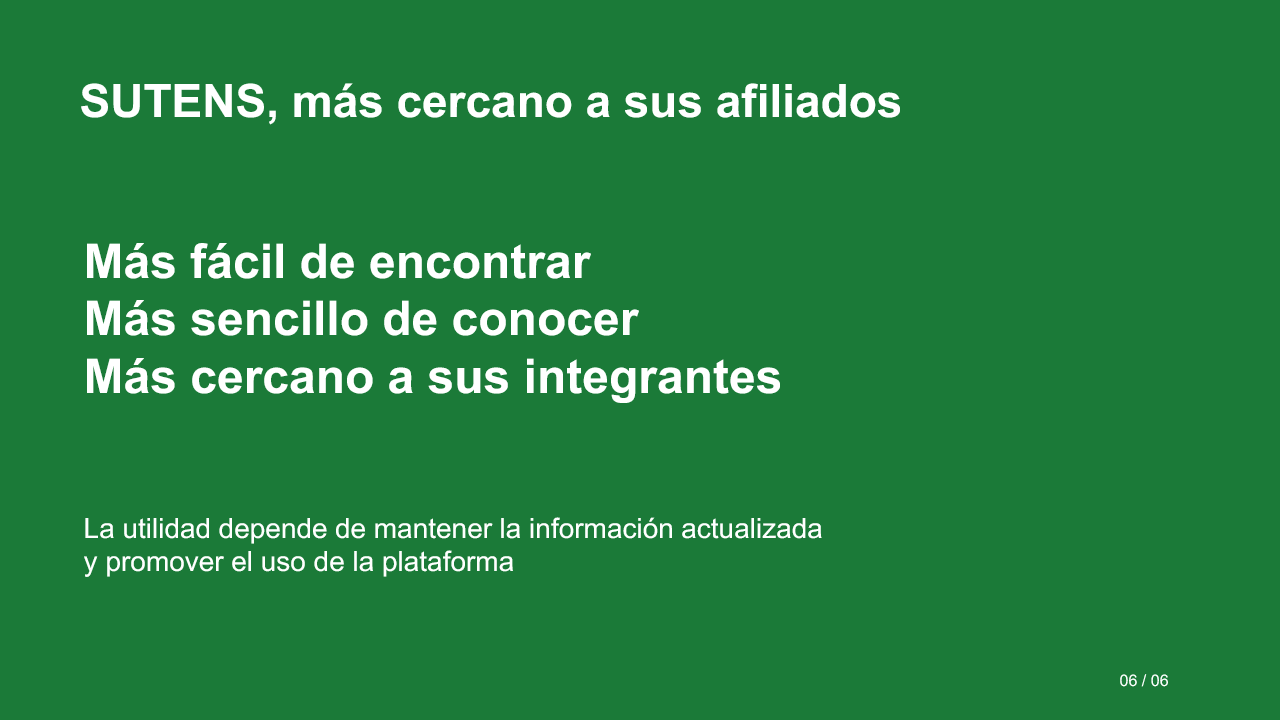 SUTENS, más cercano a sus afiliados
Más fácil de encontrar
Más sencillo de conocer
Más cercano a sus integrantes
La utilidad depende de mantener la información actualizada
y promover el uso de la plataforma
06 / 06